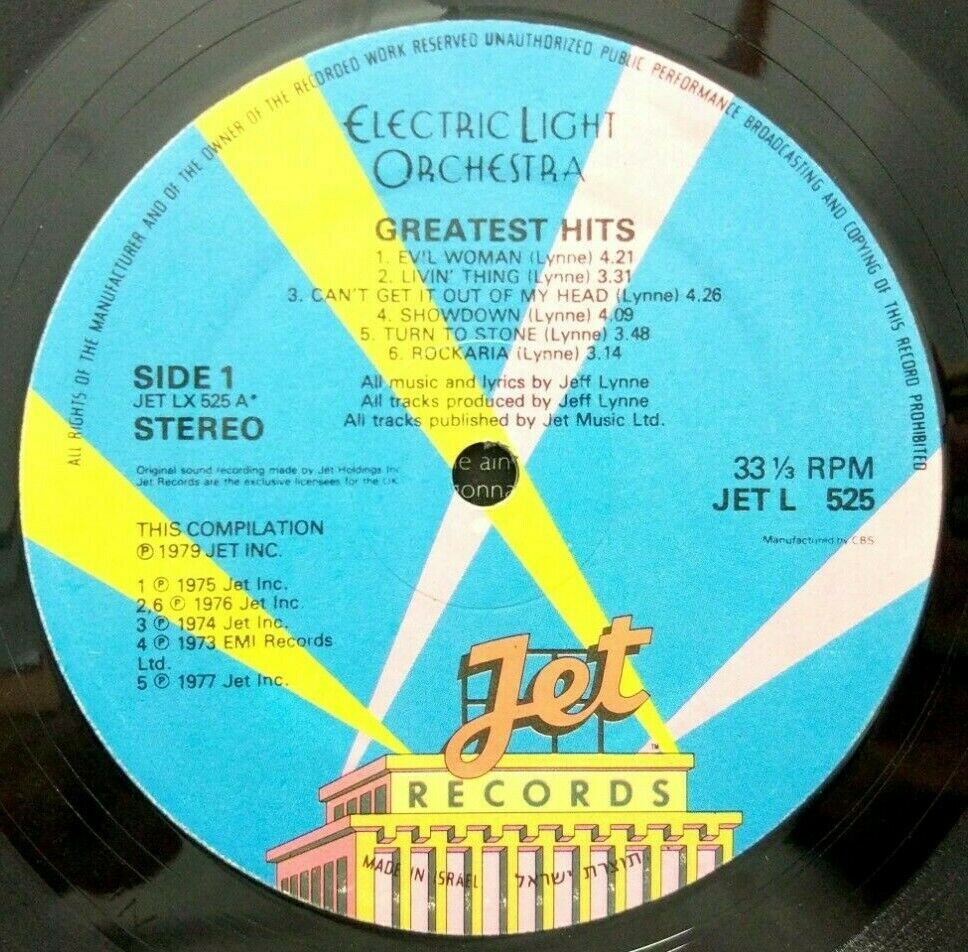 ALL RIGHTS OF THE MANUFACTURER AND OF THE OWNER OF THE RECORDED WORK RESERVED UNAUTHORIZED PUBLIC PERFORMANCE BROADCASTING AND COPYING OF THIS RECORD PROHIBITED
ELECTRIC LIGHT
ORCHESTRA
GREATEST HITS
1. EVIL WOMAN (Lynne) 4.21
2. LIVIN' THING (Lynne) 3.31
3. CAN'T GET IT OUT OF MY HEAD (Lynne) 4.26
4. SHOWDOWN (Lynne) 4.09
5. TURN TO STONE (Lynne) 3.48
6. ROCKARIA (Lynne) 3.14
SIDE 1
JET LX 525 A*
STEREO
All music and lyrics by Jeff Lynne
All tracks produced by Jeff Lynne
All tracks published by Jet Music Ltd.
Original sound recording made by Jet Holdings Inc
Jet Records are the exclusive licensees for the UK
33 1/3 RPM
JET L 525
Manufactured by CBS
THIS COMPILATION
℗ 1979 JET INC.
1 ℗ 1975 Jet Inc.
2,6 ℗ 1976 Jet Inc.
3 ℗ 1974 Jet Inc.
4 ℗ 1973 EMI Records
Ltd.
5 ℗ 1977 Jet Inc.
Jet
TM
RECORDS
MADE IN ISRAEL תוצרת ישראל